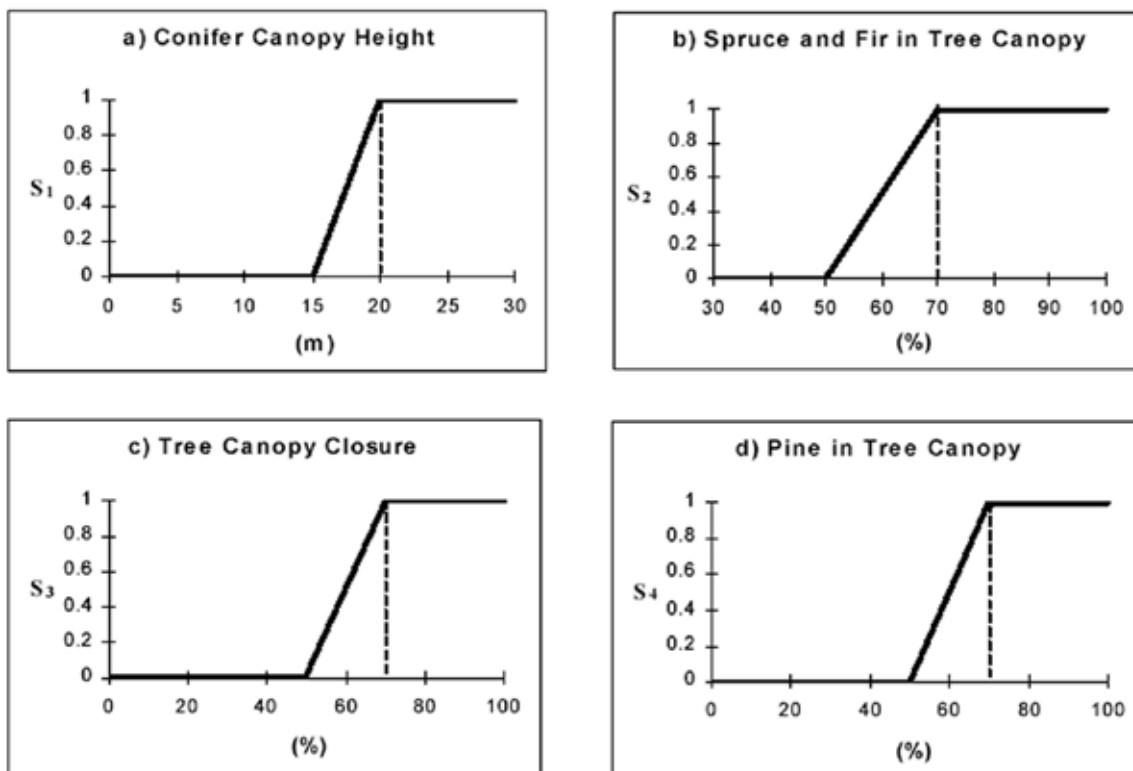 a) Conifer Canopy Height
1
0.8
0.6
S1
0.4
0.2
0
0 5 10 15 20 25 30
(m)
b) Spruce and Fir in Tree Canopy
1
0.8
0.6
S2
0.4
0.2
0
30 40 50 60 70 80 90 100
(%)
c) Tree Canopy Closure
1
0.8
0.6
S3
0.4
0.2
0
0 20 40 60 80 100
(%)
d) Pine in Tree Canopy
1
0.8
0.6
S4
0.4
0.2
0
0 20 40 60 80 100
(%)